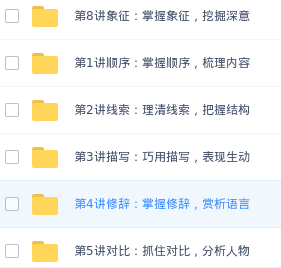 第8讲象征：掌握象征，挖掘深意
第1讲顺序：掌握顺序，梳理内容
第2讲线索：理清线索，把握结构
第3讲描写：巧用描写，表现生动
第4讲修辞：掌握修辞，赏析语言
第5讲对比：抓住对比，分析人物